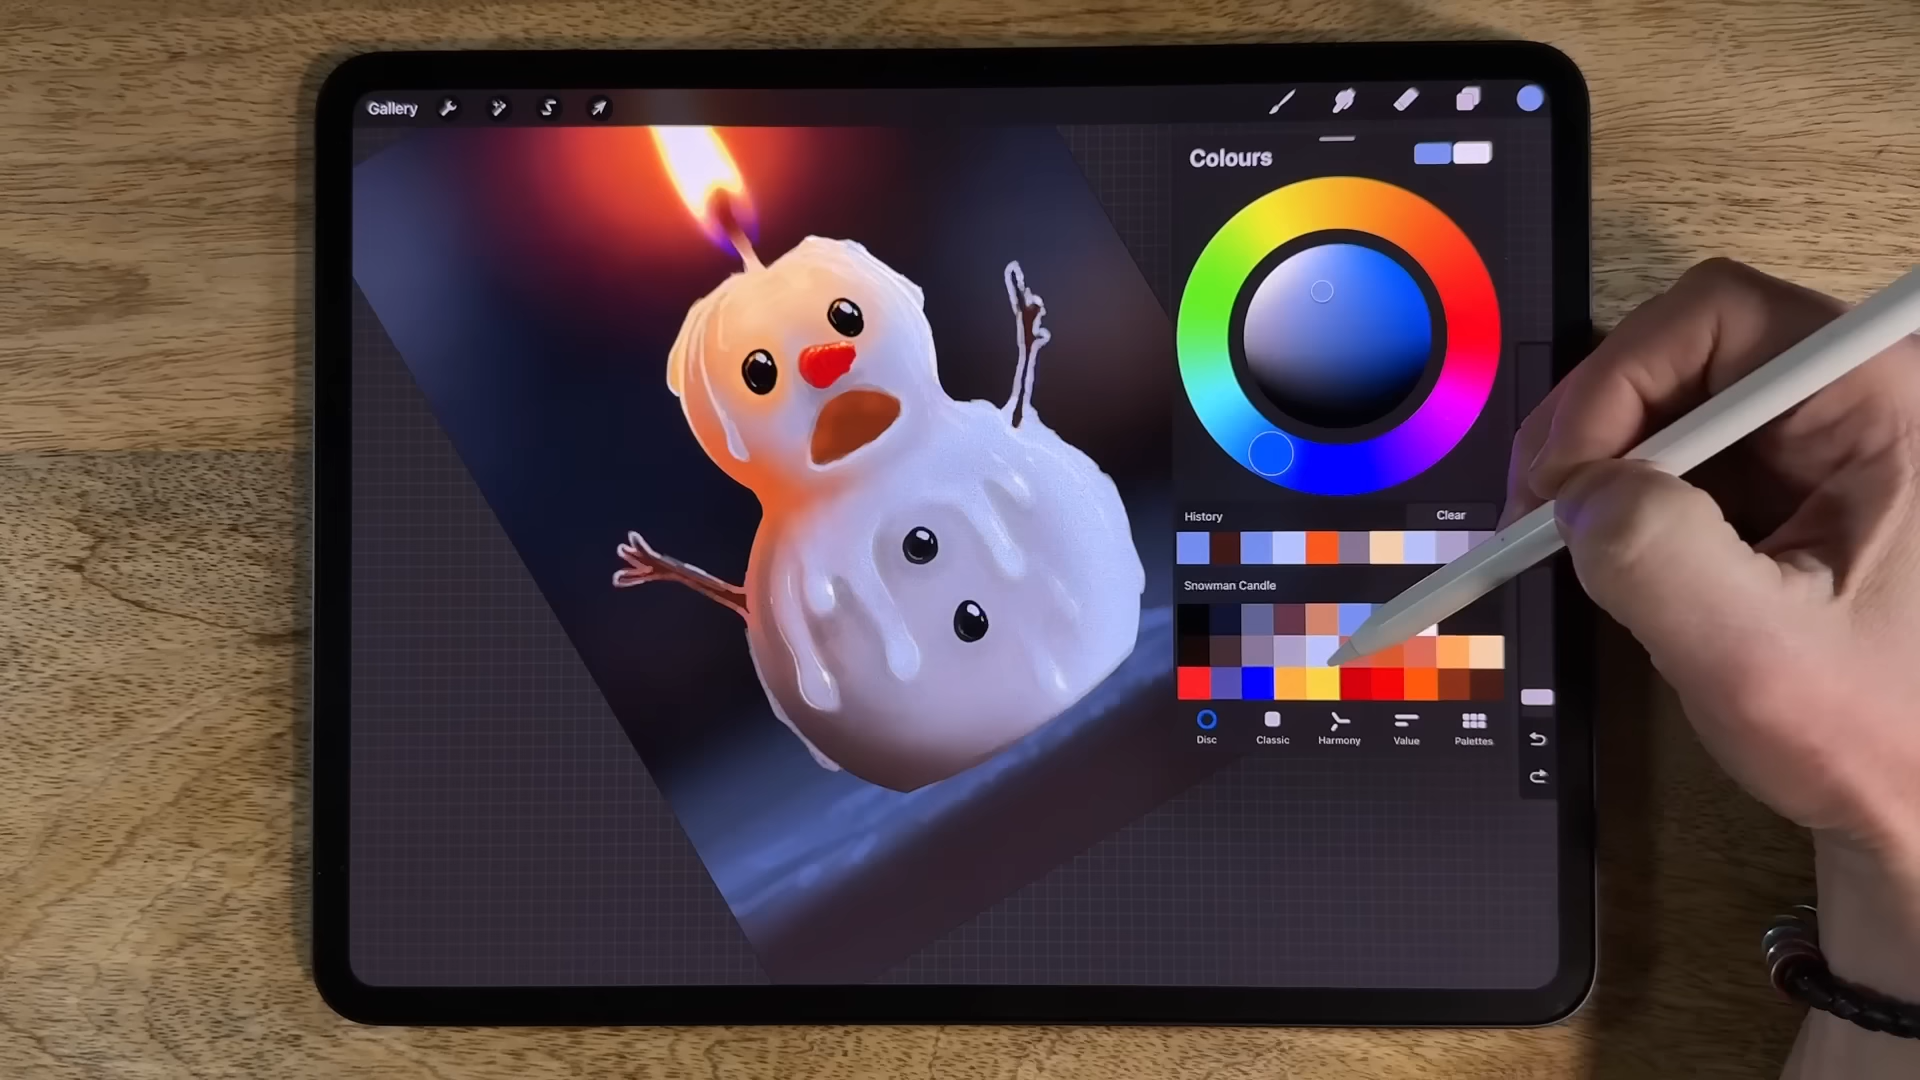 Gallery
Colours
History Clear
Snowman Candle
Disc Classic Harmony Value Palettes